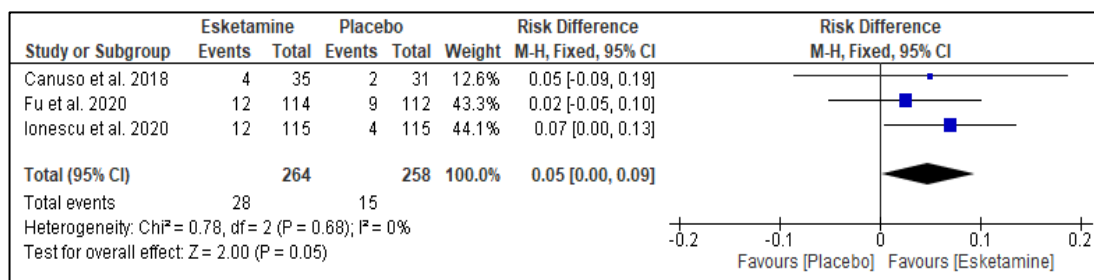 Esketamine Placebo Risk Difference Risk Difference
Study or Subgroup Events Total Events Total Weight M-H, Fixed, 95% CI M-H, Fixed, 95% CI
Canuso et al. 2018 4 35 2 31 12.6% 0.05 [-0.09, 0.19]
Fu et al. 2020 12 114 9 112 43.3% 0.02 [-0.05, 0.10]
Ionescu et al. 2020 12 115 4 115 44.1% 0.07 [0.00, 0.13]
Total (95% CI) 264 258 100.0% 0.05 [0.00, 0.09]
Total events 28 15
Heterogeneity: Chi² = 0.78, df = 2 (P = 0.68); I² = 0%
Test for overall effect: Z = 2.00 (P = 0.05)
-0.2 -0.1 0 0.1 0.2
Favours [Placebo] Favours [Esketamine]